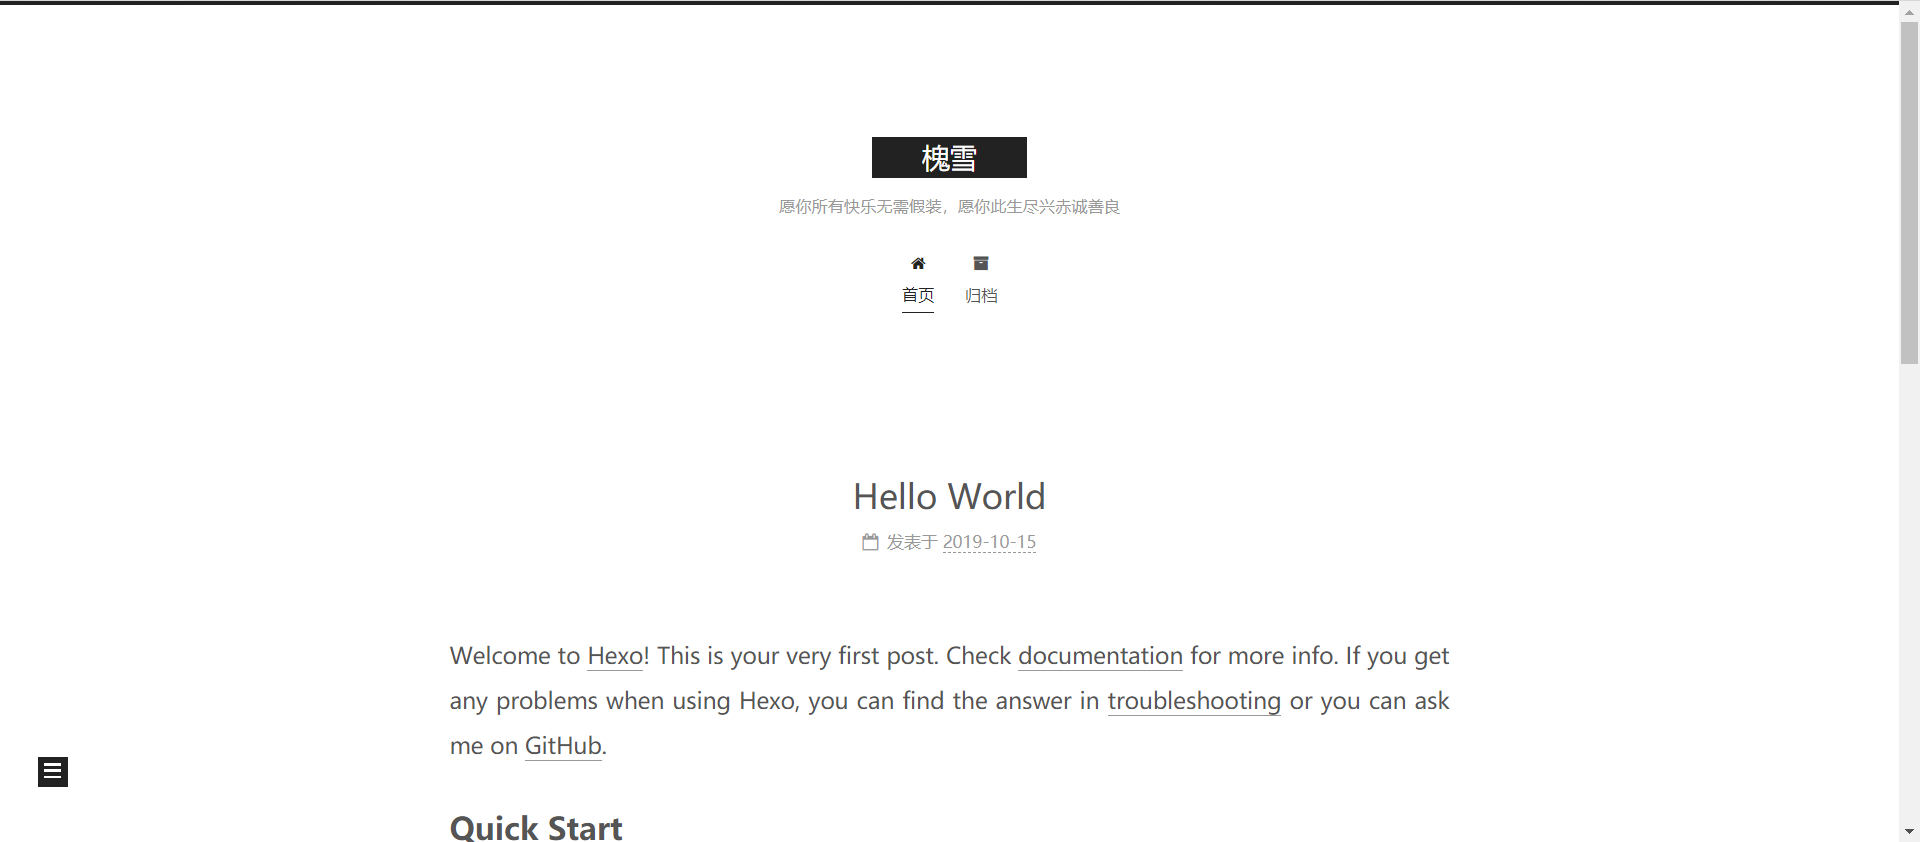 槐雪
愿你所有快乐无需假装，愿你此生尽兴赤诚善良
首页 归档
Hello World
发表于 2019-10-15
Welcome to Hexo! This is your very first post. Check documentation for more info. If you get
any problems when using Hexo, you can find the answer in troubleshooting or you can ask
me on GitHub.
Quick Start